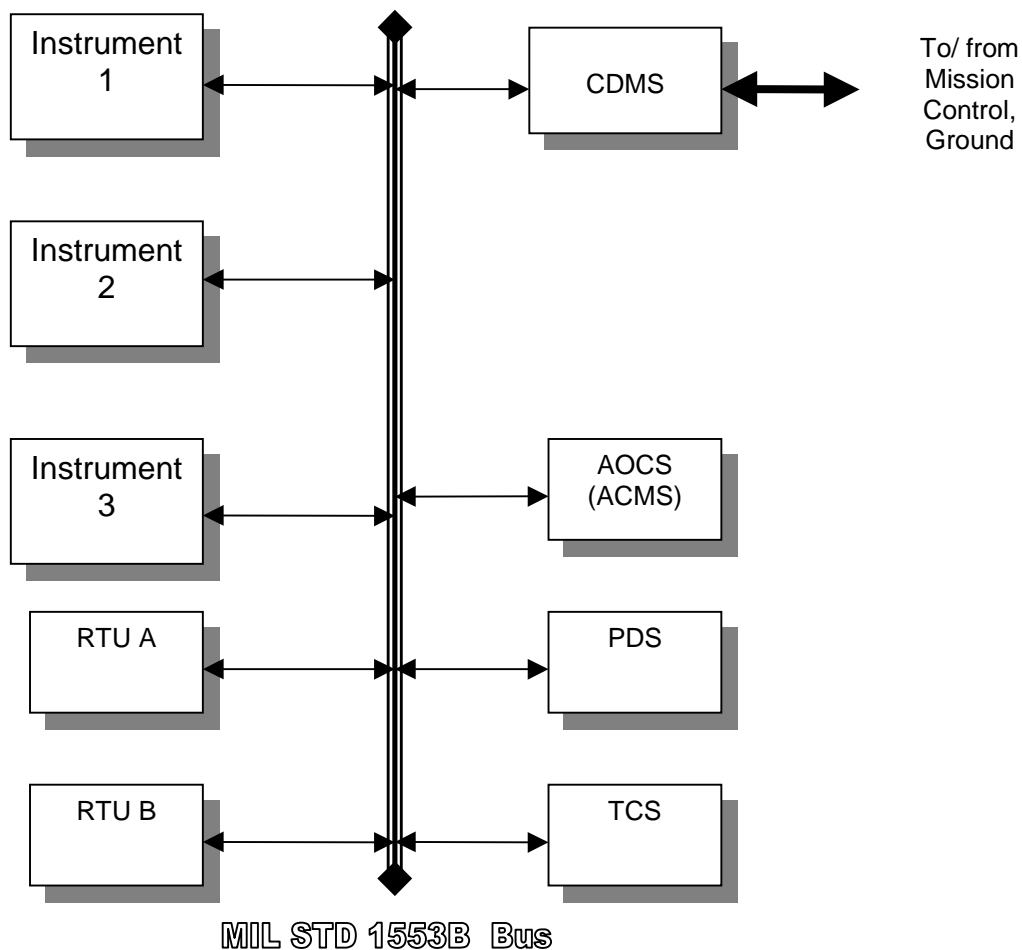 Instrument
1
CDMS
To/ from
Mission
Control,
Ground
Instrument
2
Instrument
3
AOCS
(ACMS)
RTU A
PDS
RTU B
TCS
MIL STD 1553B Bus